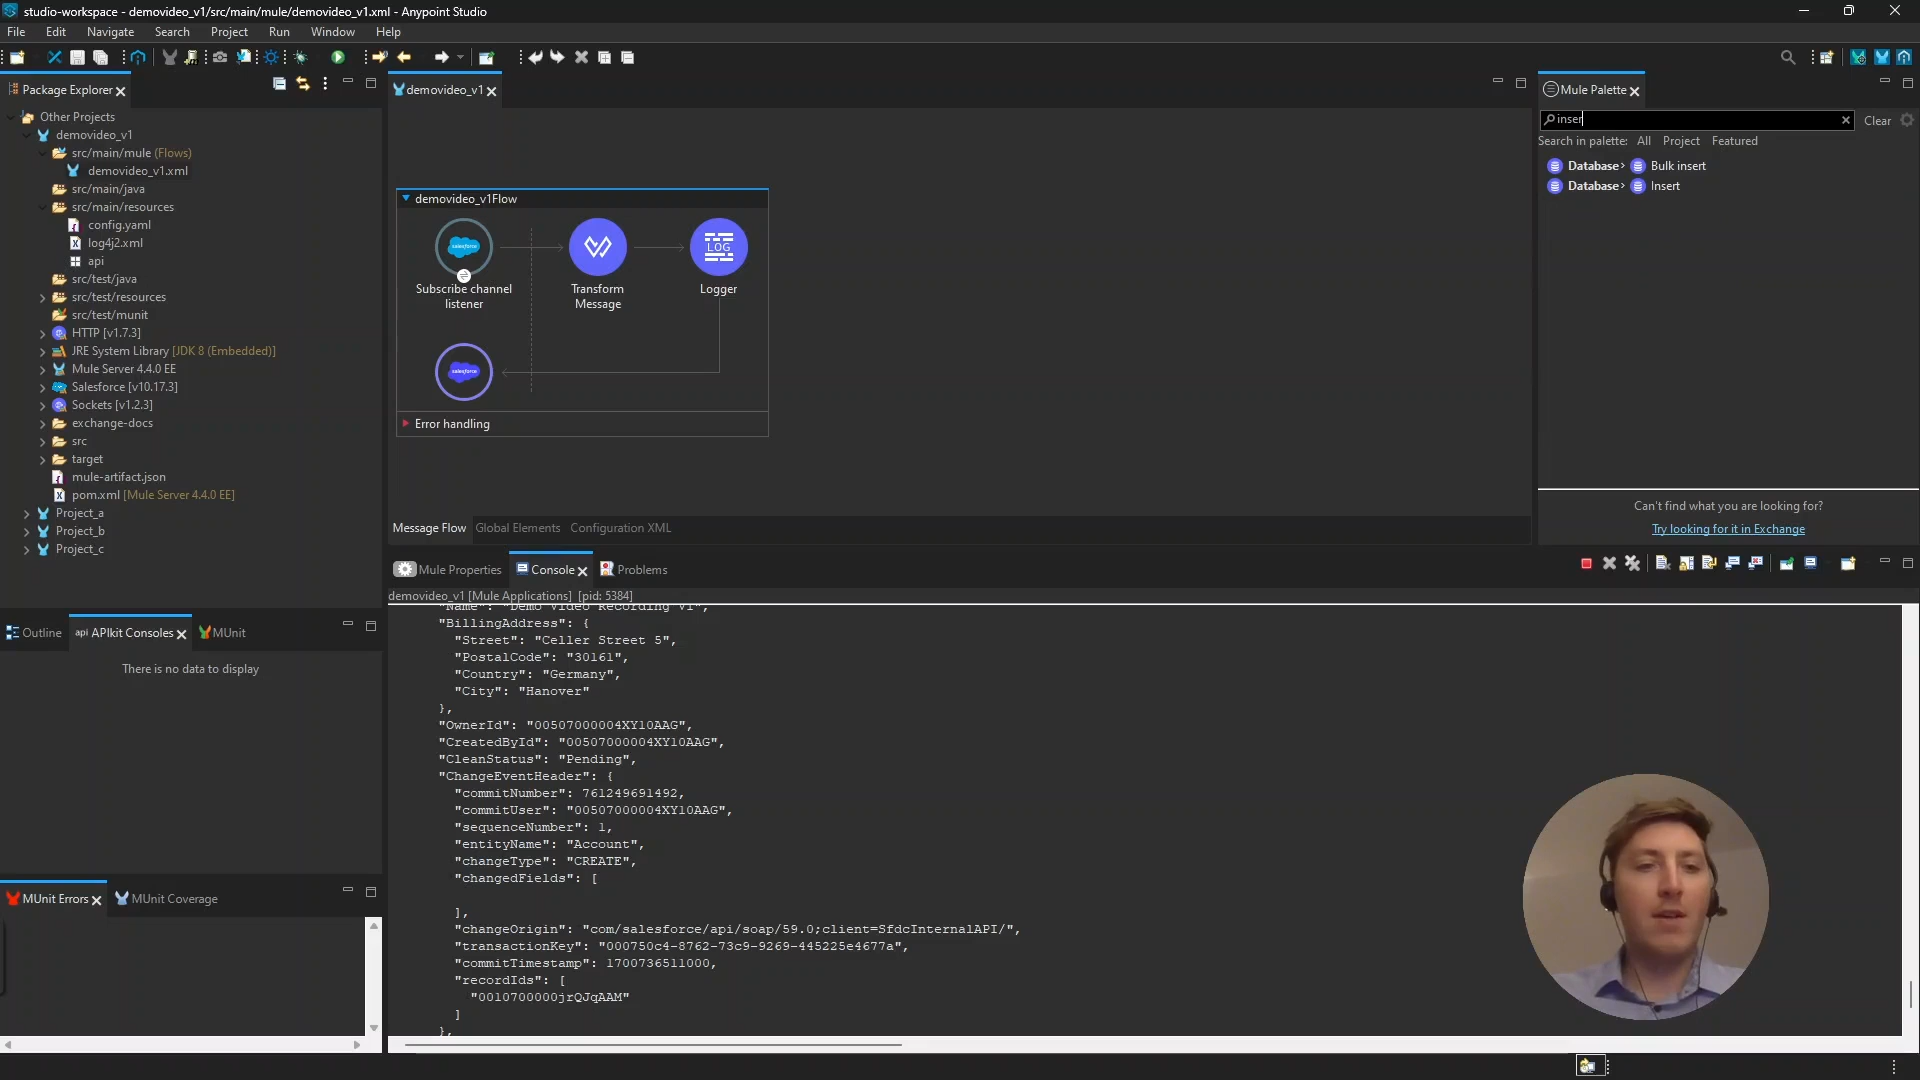 studio-workspace - demovideo_v1/src/main/mule/demovideo_v1.xml - Anypoint Studio
File Edit Navigate Search Project Run Window Help
Package Explorer
Other Projects
demovideo_v1
src/main/mule (Flows)
demovideo_v1.xml
src/main/java
src/main/resources
config.yaml
log4j2.xml
api
src/test/java
src/test/resources
src/test/munit
HTTP [v1.7.3]
JRE System Library [JDK 8 (Embedded)]
Mule Server 4.4.0 EE
Salesforce [v10.17.3]
Sockets [v1.2.3]
exchange-docs
src
target
mule-artifact.json
pom.xml [Mule Server 4.4.0 EE]
Project_a
Project_b
Project_c
Outline
api APIkit Consoles
MUnit
There is no data to display
MUnit Errors
MUnit Coverage
demovideo_v1
demovideo_v1Flow
salesforce
LOG
Subscribe channel
listener
Transform
Message
Logger
salesforce
Error handling
Message Flow Global Elements Configuration XML
Mule Palette
inser
Clear
Search in palette: All Project Featured
Database> Bulk insert
Database> Insert
Can't find what you are looking for?
Try looking for it in Exchange
Mule Properties
Console
Problems
demovideo_v1 [Mule Applications] [pid: 5384]
"Name": "Demo Video Recording V1",
"BillingAddress": {
"Street": "Celler Street 5",
"PostalCode": "30161",
"Country": "Germany",
"City": "Hanover"
},
"OwnerId": "00507000004XY10AAG",
"CreatedById": "00507000004XY10AAG",
"CleanStatus": "Pending",
"ChangeEventHeader": {
"commitNumber": 761249691492,
"commitUser": "00507000004XY10AAG",
"sequenceNumber": 1,
"entityName": "Account",
"changeType": "CREATE",
"changedFields": [
],
"changeOrigin": "com/salesforce/api/soap/59.0;client=SfdcInternalAPI/",
"transactionKey": "000750c4-8762-73c9-9269-445225e4677a",
"commitTimestamp": 1700736511000,
"recordIds": [
"0010700000jrQJqAAM"
]
},